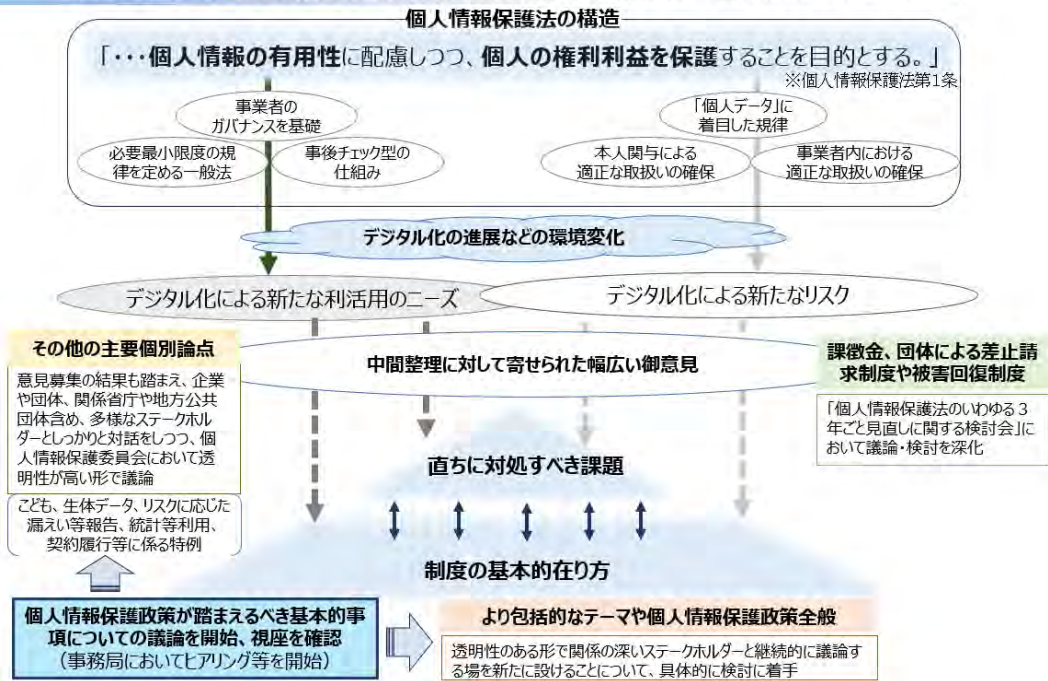 個人情報保護法の構造
「・・・個人情報の有用性に配慮しつつ、個人の権利利益を保護することを目的とする。」
※個人情報保護法第1条
事業者の
ガバナンスを基礎
必要最小限度の規
律を定める一般法
事後チェック型の
仕組み
「個人データ」に
着目した規律
本人関与による
適正な取扱いの確保
事業者内における
適正な取扱いの確保
デジタル化の進展などの環境変化
デジタル化による新たな利活用のニーズ
デジタル化による新たなリスク
中間整理に対して寄せられた幅広い御意見
その他の主要個別論点
意見募集の結果も踏まえ、企業
や団体、関係省庁や地方公共
団体含め、多様なステークホル
ダーとしっかりと対話をしつつ、個
人情報保護委員会において透
明性が高い形で議論
こども、生体データ、リスクに応じた
漏えい等報告、統計等利用、
契約履行等に係る特例
課徴金、団体による差止請
求制度や被害回復制度
「個人情報保護法のいわゆる3
年ごと見直しに関する検討会」に
おいて議論・検討を深化
直ちに対処すべき課題
制度の基本的在り方
個人情報保護政策が踏まえるべき基本的事
項についての議論を開始、視座を確認
（事務局においてヒアリング等を開始）
より包括的なテーマや個人情報保護政策全般
透明性のある形で関係の深いステークホルダーと継続的に議論す
る場を新たに設けることについて、具体的に検討に着手